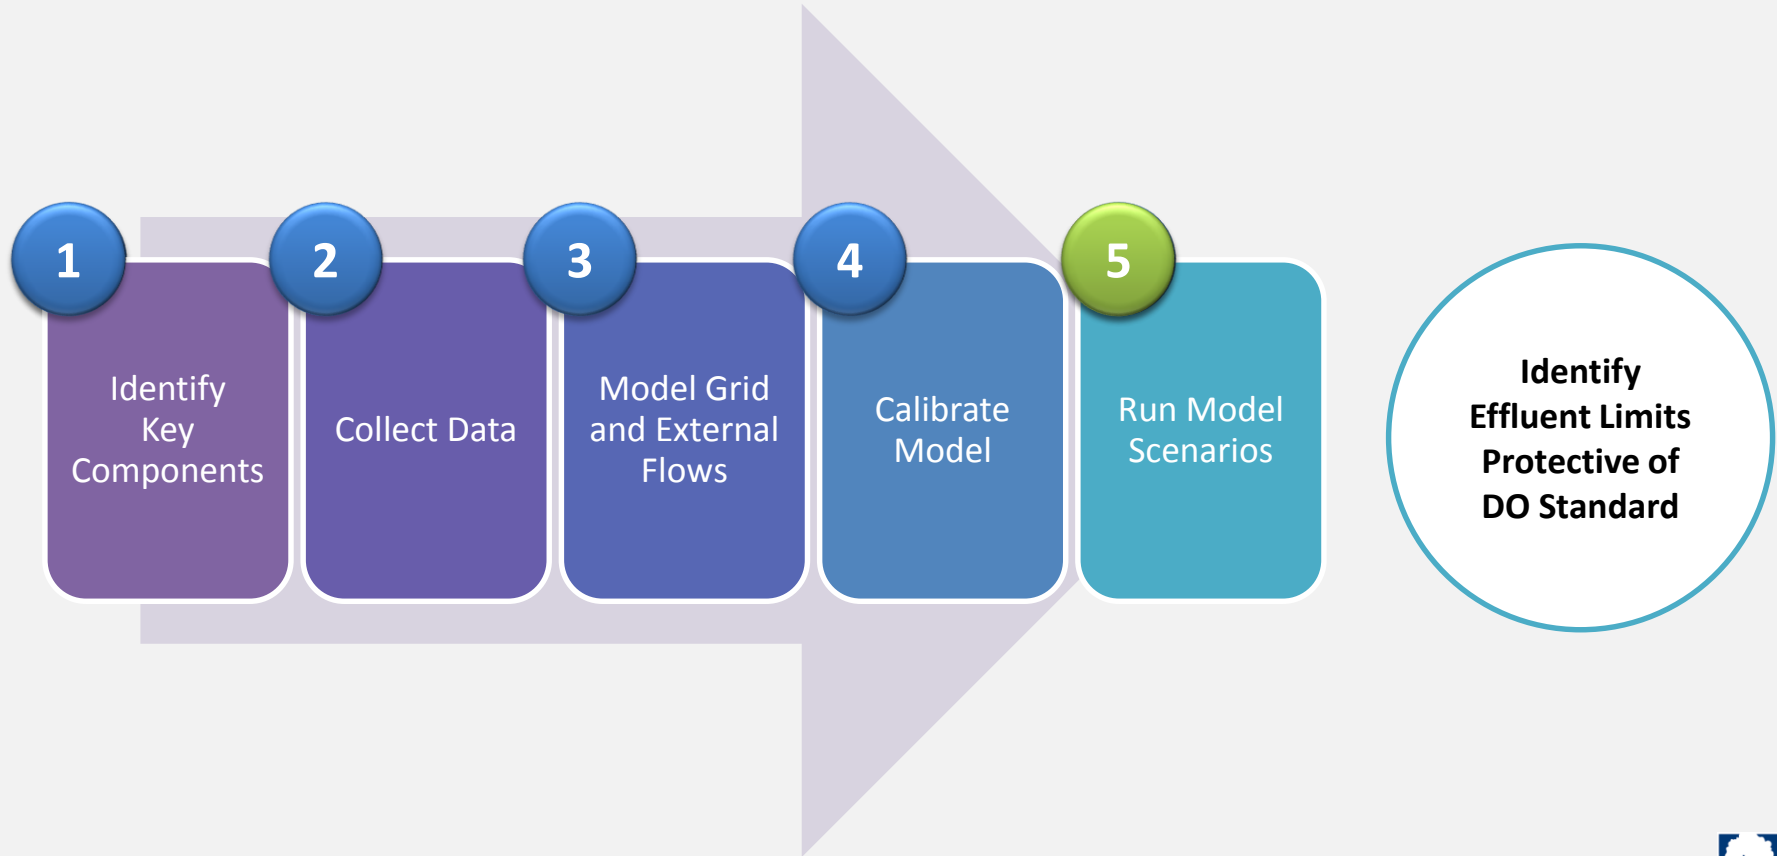 1
Identify
Key
Components
2
Collect Data
3
Model Grid
and External
Flows
4
Calibrate
Model
5
Run Model
Scenarios
Identify
Effluent Limits
Protective of
DO Standard